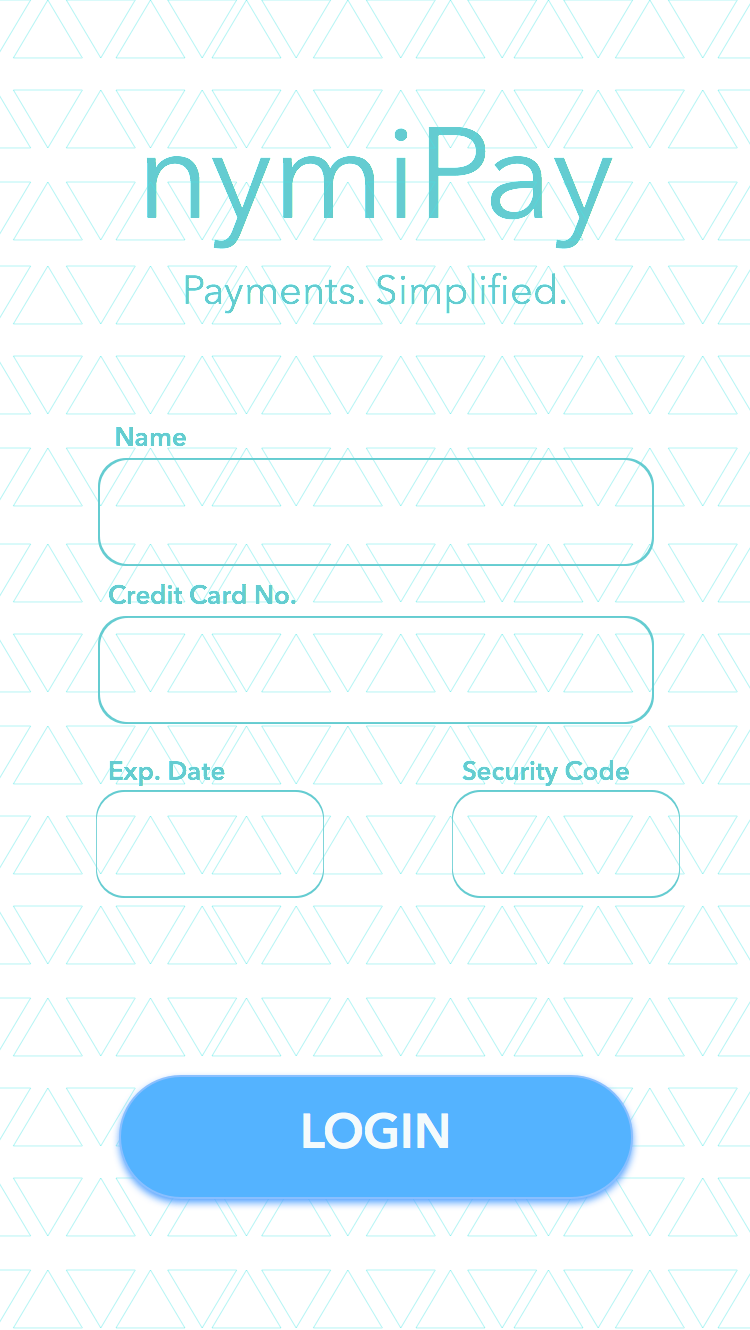 nymiPay
Payments. Simplified.
Name
Credit Card No.
Exp. Date
Security Code
LOGIN